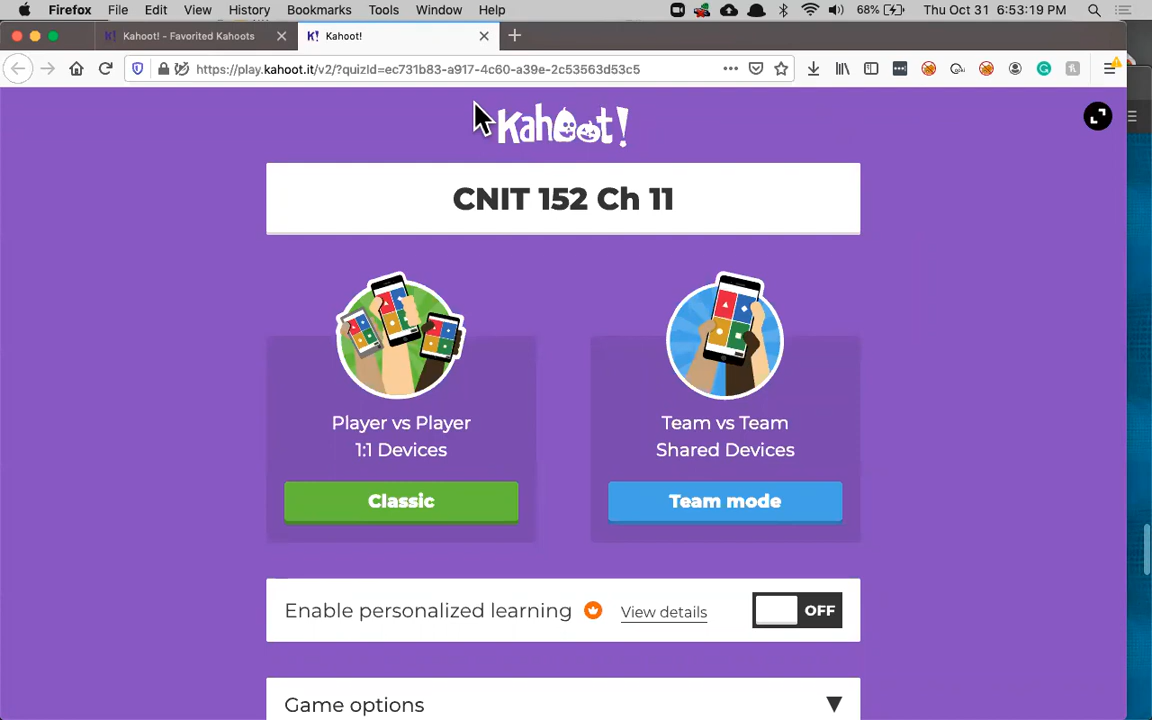 Firefox File Edit View History Bookmarks Tools Window Help 68% Thu Oct 31 6:53:19 PM
Kahoot! - Favorited Kahoots Kahoot!
https://play.kahoot.it/v2/?quizId=ec731b83-a917-4c60-a39e-2c53563d53c5
Kahoot!
CNIT 152 Ch 11
Player vs Player
1:1 Devices
Classic
Team vs Team
Shared Devices
Team mode
Enable personalized learning View details OFF
Game options